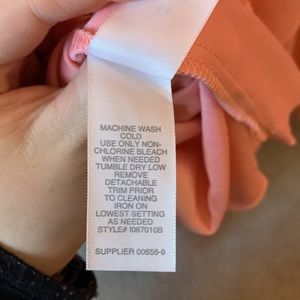 MACHINE WASH
COLD
USE ONLY NON-
CHLORINE BLEACH
WHEN NEEDED
TUMBLE DRY LOW
REMOVE
DETACHABLE
TRIM PRIOR
TO CLEANING
IRON ON
LOWEST SETTING
AS NEEDED
STYLE# I067010B
SUPPLIER 00656-9